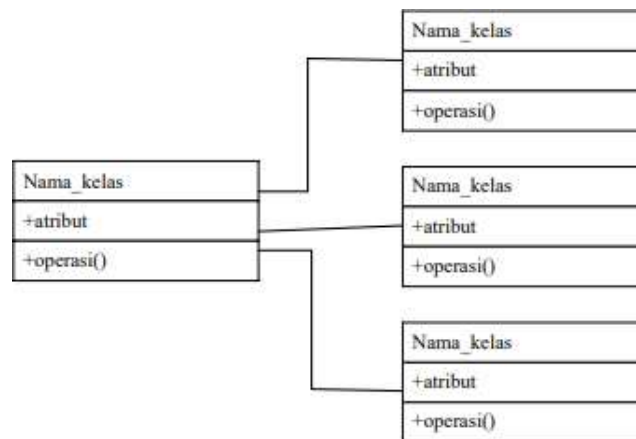 Nama_kelas
+atribut
+operasi()
Nama_kelas
+atribut
+operasi()
Nama_kelas
+atribut
+operasi()
Nama_kelas
+atribut
+operasi()